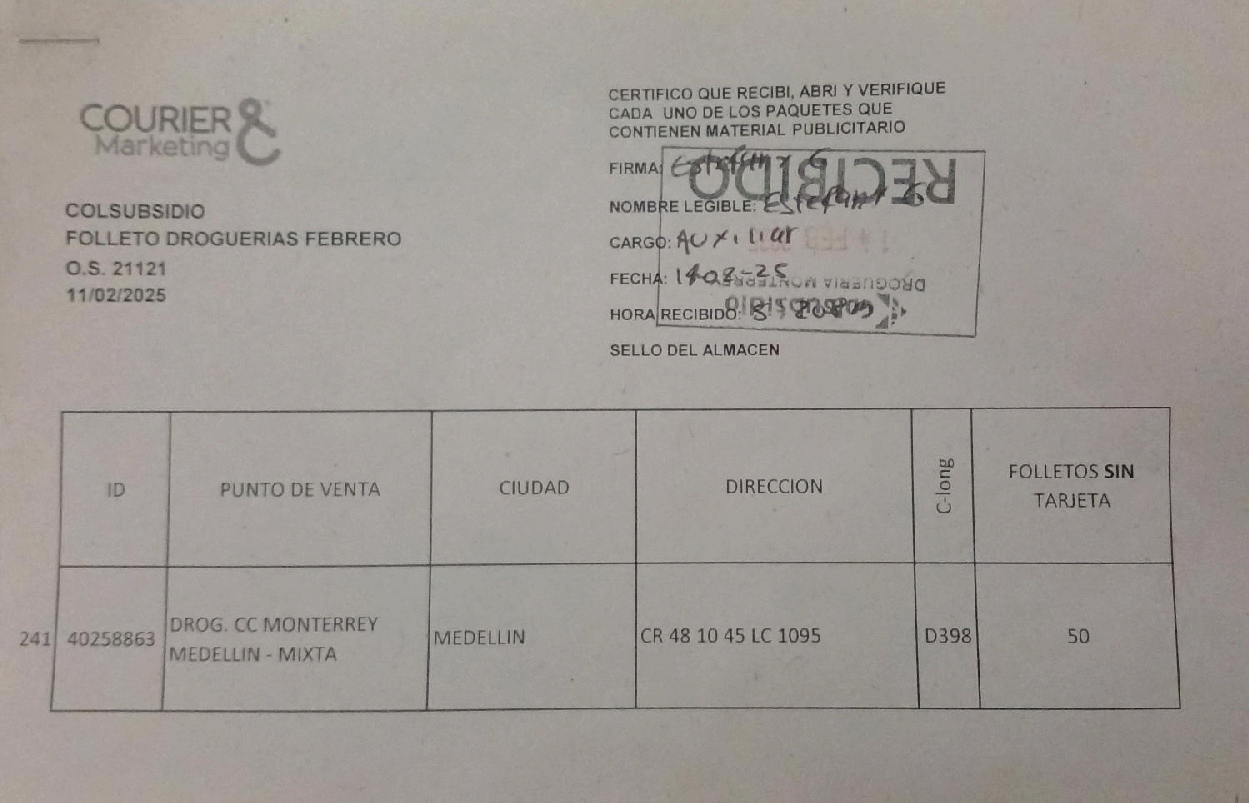 COURIER &
Marketing
COLSUBSIDIO
FOLLETO DROGUERIAS FEBRERO
O.S. 21121
11/02/2025
CERTIFICO QUE RECIBI, ABRI Y VERIFIQUE
CADA UNO DE LOS PAQUETES QUE
CONTIENEN MATERIAL PUBLICITARIO
FIRMA:
NOMBRE LEGIBLE:
CARGO: Auxiliar
FECHA:
HORA RECIBIDO:
SELLO DEL ALMACEN
RECIBIDO
DROGUERIA MONTERREY
ID PUNTO DE VENTA CIUDAD DIRECCION C-long FOLLETOS SIN
TARJETA
241 40258863 DROG. CC MONTERREY
MEDELLIN - MIXTA MEDELLIN CR 48 10 45 LC 1095 D398 50